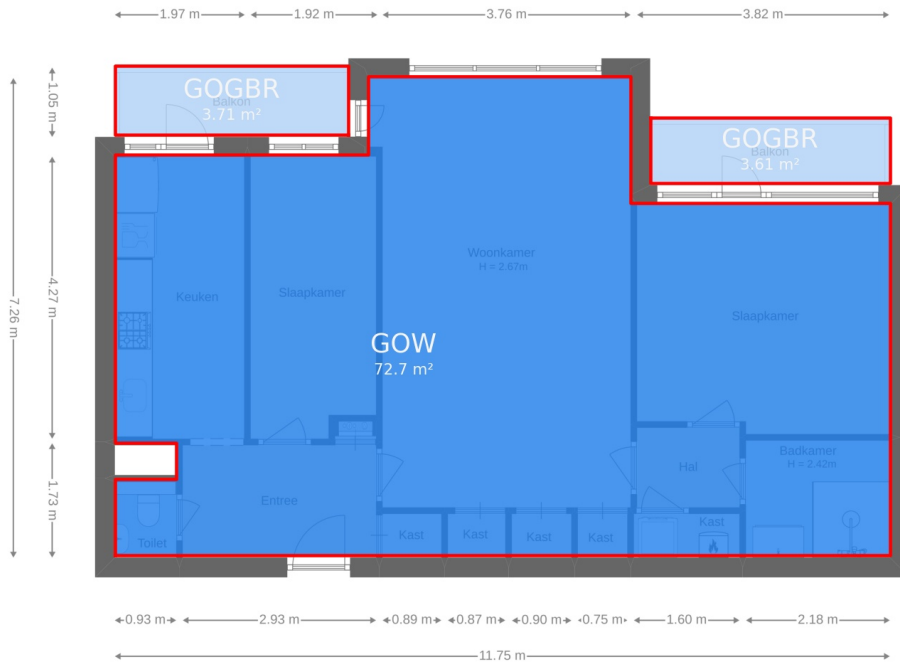 1.97 m
1.92 m
3.76 m
3.82 m
GOGBR
Balkon
3.71 m²
1.05 m
GOGBR
Balkon
3.61 m²
Woonkamer
H = 2.67m
Keuken
Slaapkamer
4.27 m
7.26 m
Slaapkamer
GOW
72.7 m²
Badkamer
H = 2.42m
Hal
1.73 m
Entree
Toilet
Kast
Kast
Kast
Kast
Kast
0.93 m
2.93 m
0.89 m
0.87 m
0.90 m
0.75 m
1.60 m
2.18 m
11.75 m